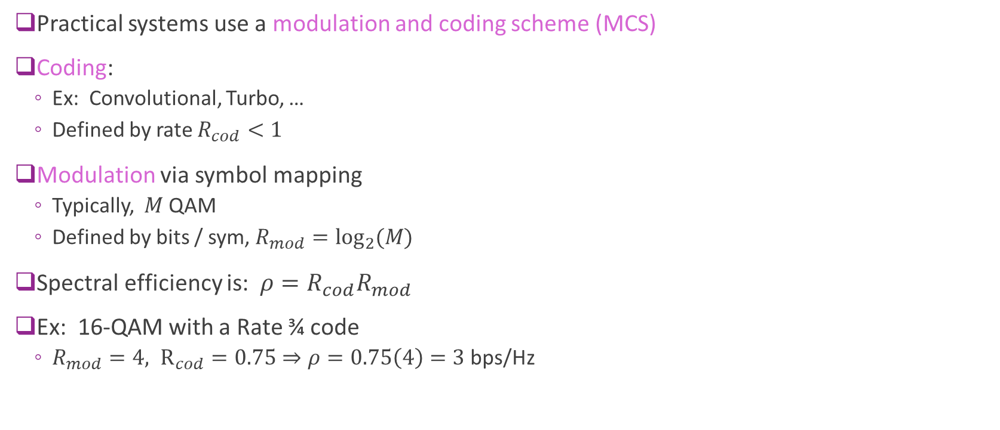 ❑Practical systems use a modulation and coding scheme (MCS)
❑Coding:
◦ Ex:  Convolutional, Turbo, …
◦ Defined by rate $R_{cod} < 1$
❑Modulation via symbol mapping
◦ Typically,  $M$ QAM
◦ Defined by bits / sym, $R_{mod} = \log_2(M)$
❑Spectral efficiency is:  $\rho = R_{cod}R_{mod}$
❑Ex:  16-QAM with a Rate ¾ code
◦ $R_{mod} = 4,\ \mathrm{R}_{cod} = 0.75 \Rightarrow \rho = 0.75(4) = 3$ bps/Hz